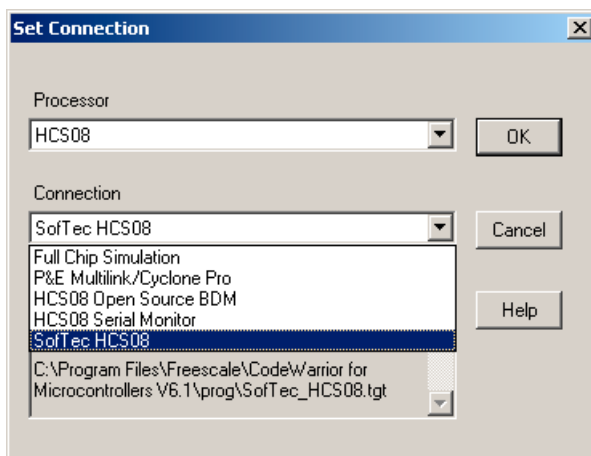 Set Connection
Processor
HCS08
OK
Connection
SofTec HCS08
Cancel
Full Chip Simulation
P&E Multilink/Cyclone Pro
HCS08 Open Source BDM
HCS08 Serial Monitor
SofTec HCS08
Help
C:\Program Files\Freescale\CodeWarrior for
Microcontrollers V6.1\prog\SofTec_HCS08.tgt